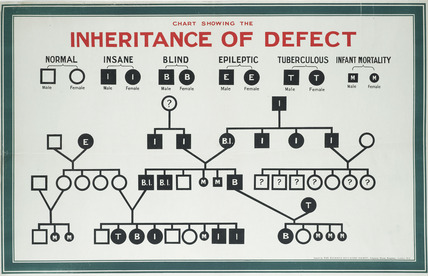 CHART SHOWING THE
INHERITANCE OF DEFECT
NORMAL INSANE BLIND EPILEPTIC TUBERCULOUS INFANT MORTALITY
I I B B E E T T M M
Male Female Male Female Male Female Male Female Male Female Male Female
? I
E I I B.I. I I I
B.I. B.I. M M B ? ? ? ? ? ? ?
T
M M T B I M I I B M M M